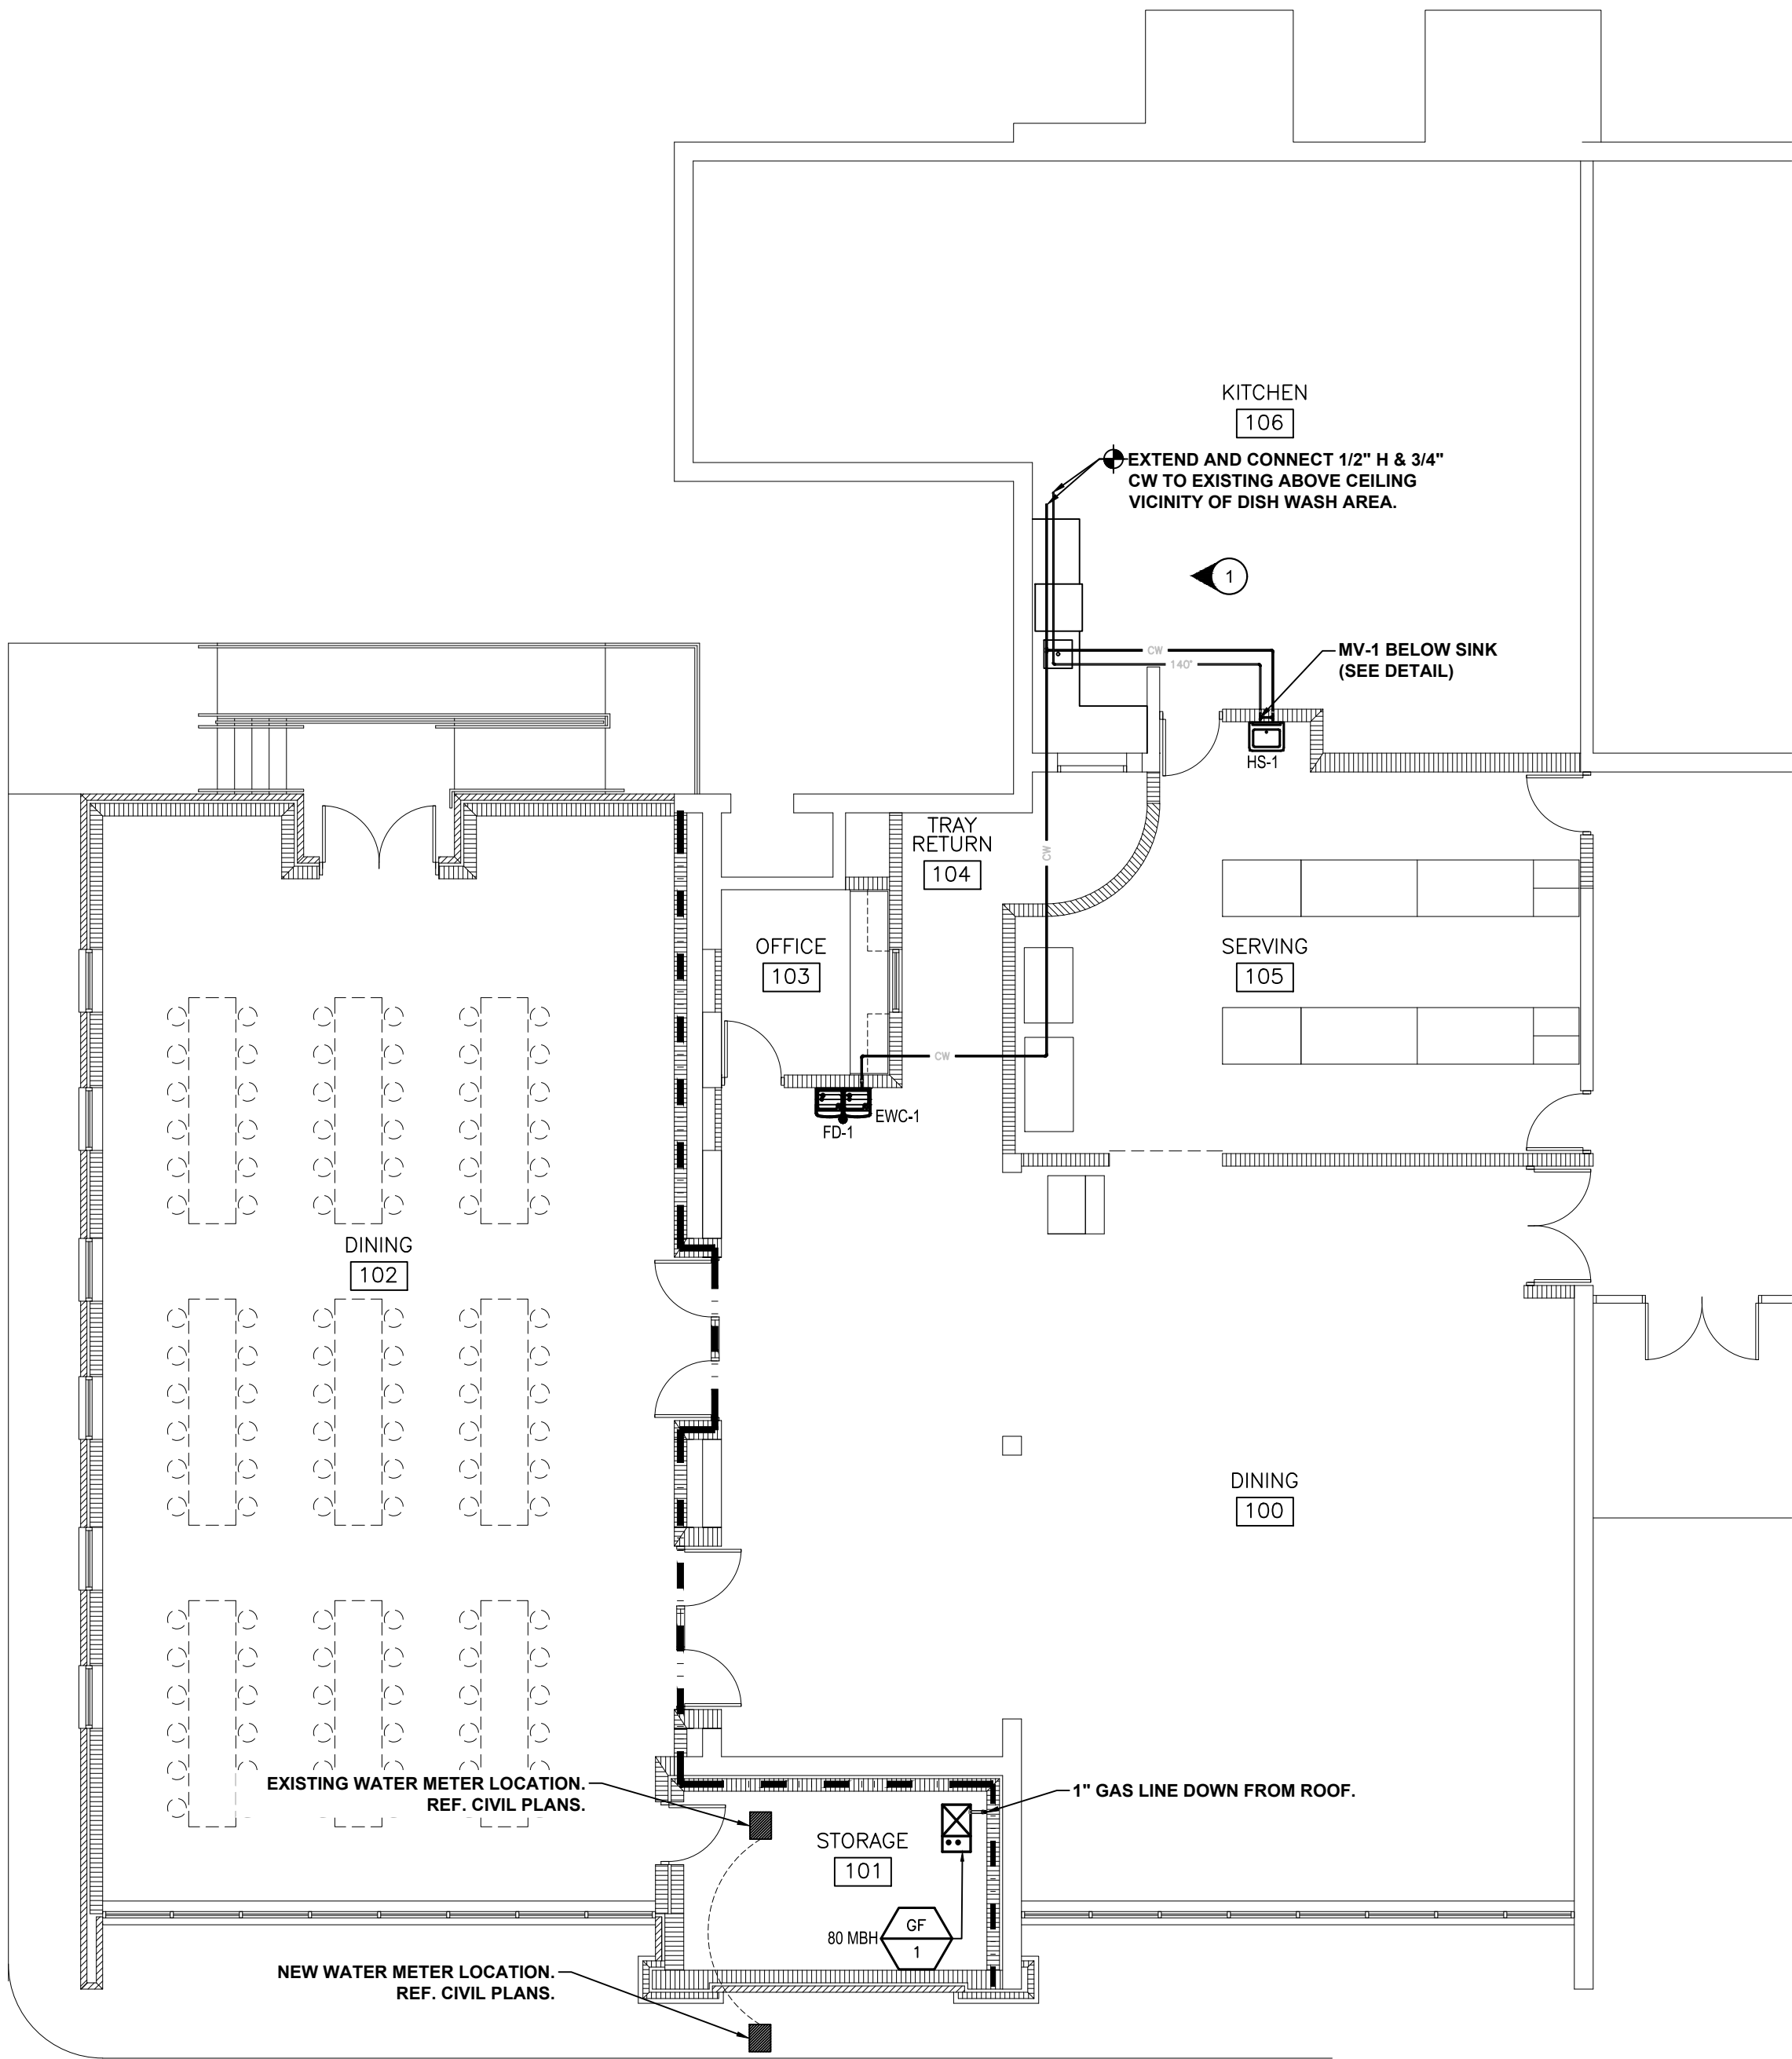 KITCHEN
106
EXTEND AND CONNECT 1/2" H & 3/4"
CW TO EXISTING ABOVE CEILING
VICINITY OF DISH WASH AREA.
1
CW
140°
MV-1 BELOW SINK
(SEE DETAIL)
HS-1
TRAY
RETURN
104
CW
OFFICE
103
SERVING
105
CW
EWC-1
FD-1
DINING
102
DINING
100
EXISTING WATER METER LOCATION.
REF. CIVIL PLANS.
1" GAS LINE DOWN FROM ROOF.
STORAGE
101
80 MBH
GF
1
NEW WATER METER LOCATION.
REF. CIVIL PLANS.